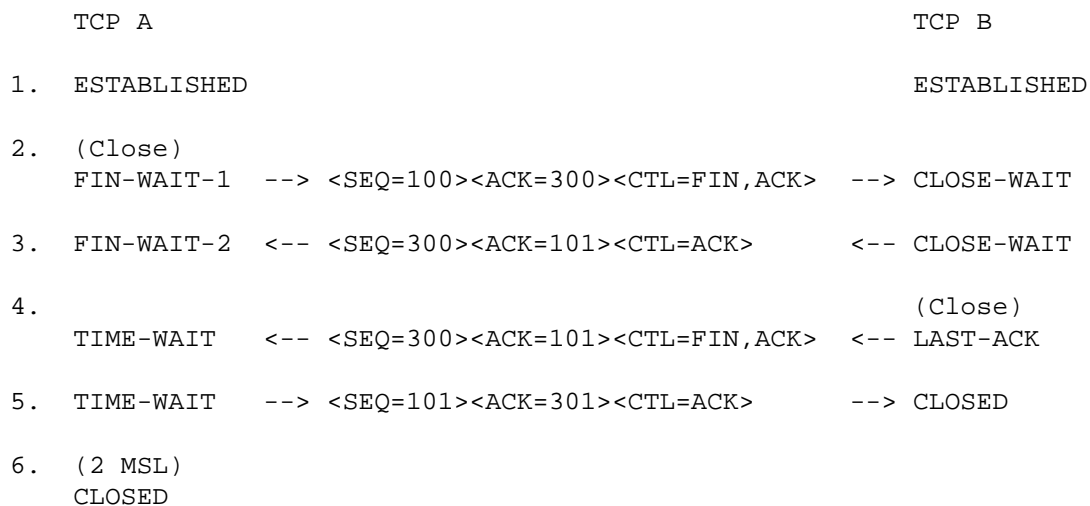 TCP A                                                TCP B
1.  ESTABLISHED                                          ESTABLISHED
2.  (Close)
FIN-WAIT-1  --> <SEQ=100><ACK=300><CTL=FIN,ACK>  --> CLOSE-WAIT
3.  FIN-WAIT-2  <-- <SEQ=300><ACK=101><CTL=ACK>      <-- CLOSE-WAIT
4.                                                       (Close)
TIME-WAIT   <-- <SEQ=300><ACK=101><CTL=FIN,ACK>  <-- LAST-ACK
5.  TIME-WAIT   --> <SEQ=101><ACK=301><CTL=ACK>      --> CLOSED
6.  (2 MSL)
CLOSED